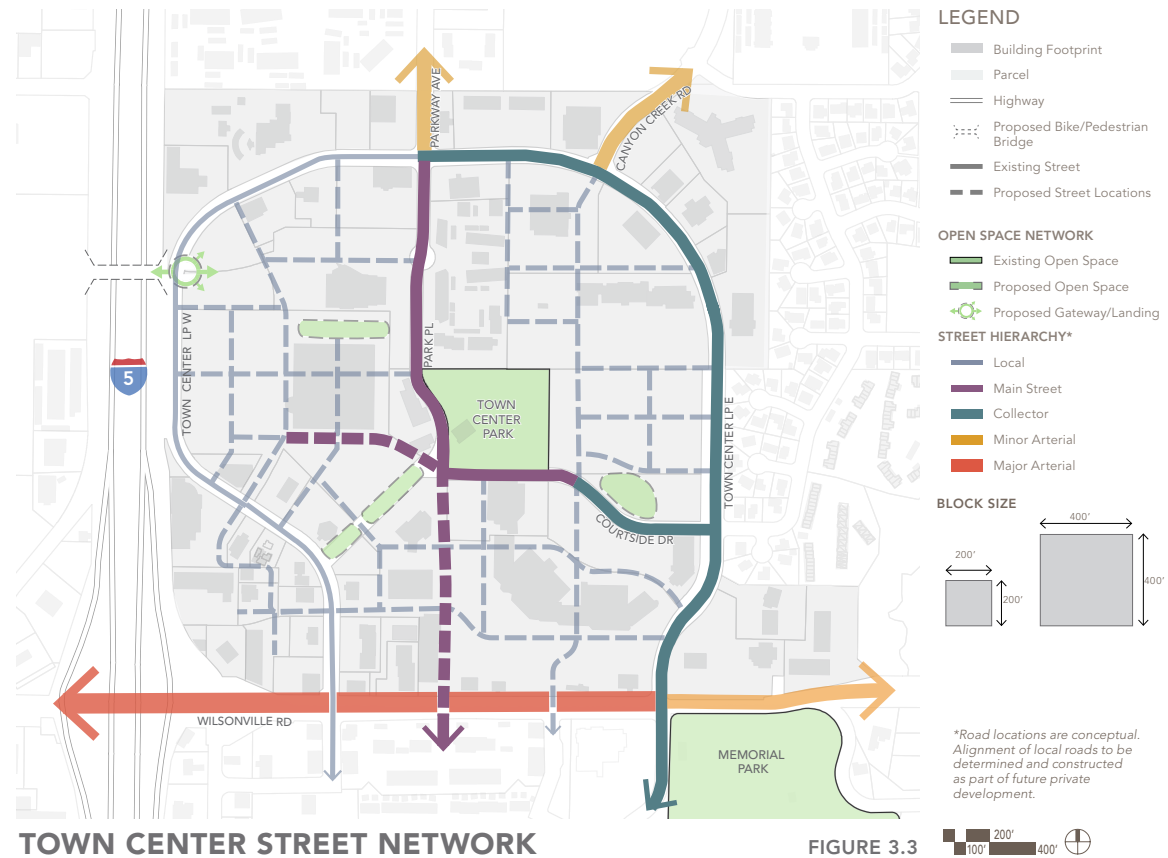 PARKWAY AVE
CANYON CREEK RD
TOWN CENTER LP W
PARK PL
5
TOWN
CENTER
PARK
TOWN CENTER LP E
COURTSIDE DR
WILSONVILLE RD
MEMORIAL
PARK
TOWN CENTER STREET NETWORK
FIGURE 3.3
LEGEND
Building Footprint
Parcel
Highway
Proposed Bike/Pedestrian
Bridge
Existing Street
Proposed Street Locations
OPEN SPACE NETWORK
Existing Open Space
Proposed Open Space
Proposed Gateway/Landing
STREET HIERARCHY*
Local
Main Street
Collector
Minor Arterial
Major Arterial
BLOCK SIZE
200'
200'
400'
400'
*Road locations are conceptual.
Alignment of local roads to be
determined and constructed
as part of future private
development.
200'
100'
400'